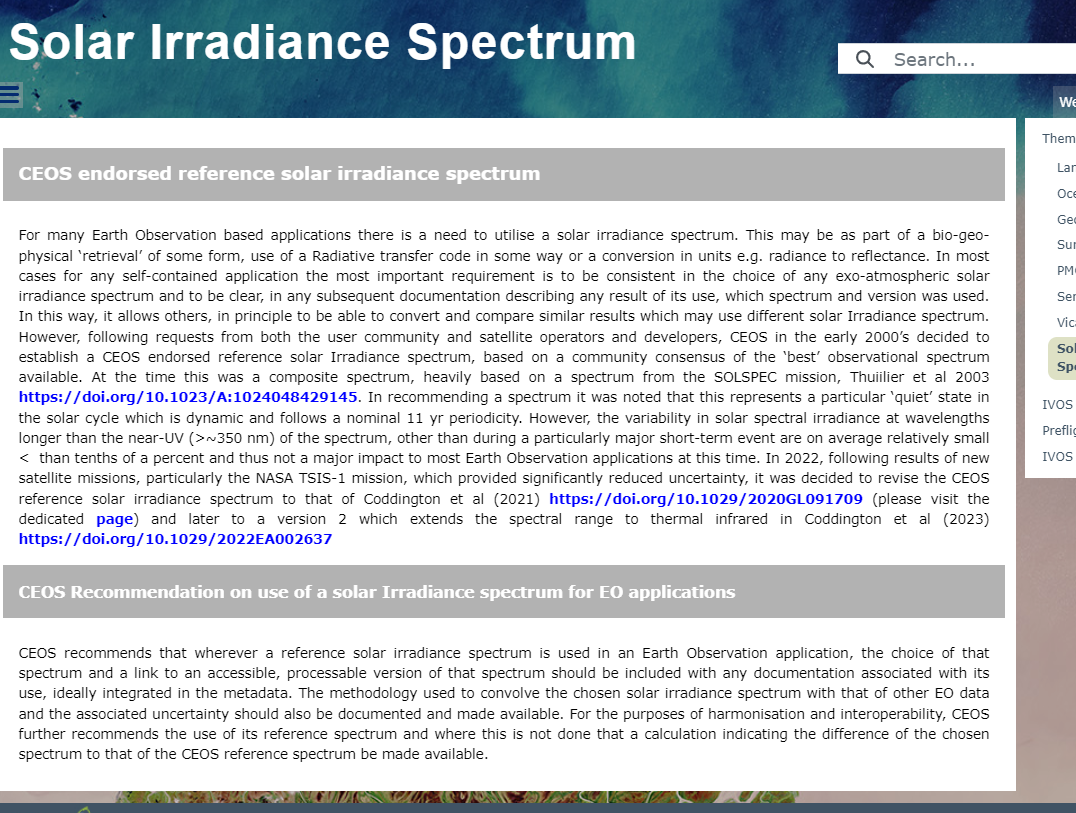 Solar Irradiance Spectrum
Search...
CEOS endorsed reference solar irradiance spectrum
For many Earth Observation based applications there is a need to utilise a solar irradiance spectrum. This may be as part of a bio-geo-
physical ‘retrieval’ of some form, use of a Radiative transfer code in some way or a conversion in units e.g. radiance to reflectance. In most
cases for any self-contained application the most important requirement is to be consistent in the choice of any exo-atmospheric solar
irradiance spectrum and to be clear, in any subsequent documentation describing any result of its use, which spectrum and version was used.
In this way, it allows others, in principle to be able to convert and compare similar results which may use different solar Irradiance spectrum.
However, following requests from both the user community and satellite operators and developers, CEOS in the early 2000’s decided to
establish a CEOS endorsed reference solar Irradiance spectrum, based on a community consensus of the ‘best’ observational spectrum
available. At the time this was a composite spectrum, heavily based on a spectrum from the SOLSPEC mission, Thuiilier et al 2003
https://doi.org/10.1023/A:1024048429145. In recommending a spectrum it was noted that this represents a particular ‘quiet’ state in
the solar cycle which is dynamic and follows a nominal 11 yr periodicity. However, the variability in solar spectral irradiance at wavelengths
longer than the near-UV (>~350 nm) of the spectrum, other than during a particularly major short-term event are on average relatively small
< than tenths of a percent and thus not a major impact to most Earth Observation applications at this time. In 2022, following results of new
satellite missions, particularly the NASA TSIS-1 mission, which provided significantly reduced uncertainty, it was decided to revise the CEOS
reference solar irradiance spectrum to that of Coddington et al (2021) https://doi.org/10.1029/2020GL091709 (please visit the
dedicated page) and later to a version 2 which extends the spectral range to thermal infrared in Coddington et al (2023)
https://doi.org/10.1029/2022EA002637
CEOS Recommendation on use of a solar Irradiance spectrum for EO applications
CEOS recommends that wherever a reference solar irradiance spectrum is used in an Earth Observation application, the choice of that
spectrum and a link to an accessible, processable version of that spectrum should be included with any documentation associated with its
use, ideally integrated in the metadata. The methodology used to convolve the chosen solar irradiance spectrum with that of other EO data
and the associated uncertainty should also be documented and made available. For the purposes of harmonisation and interoperability, CEOS
further recommends the use of its reference spectrum and where this is not done that a calculation indicating the difference of the chosen
spectrum to that of the CEOS reference spectrum be made available.
We
Them
Lan
Oce
Geo
Sur
PM
Ser
Vica
Sol
Spe
IVOS
Preflig
IVOS